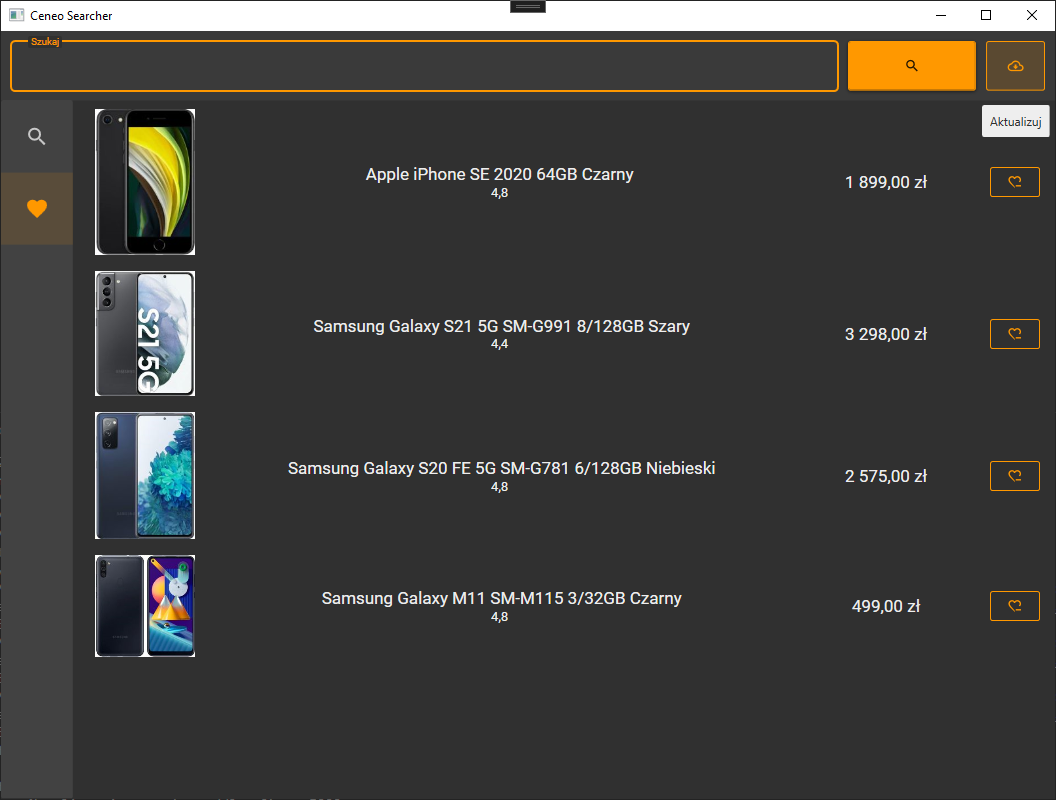 Ceneo Searcher
Szukaj
Aktualizuj
Apple iPhone SE 2020 64GB Czarny
4,8
1 899,00 zł
S21 5G
Samsung Galaxy S21 5G SM-G991 8/128GB Szary
4,4
3 298,00 zł
Samsung Galaxy S20 FE 5G SM-G781 6/128GB Niebieski
4,8
2 575,00 zł
Samsung Galaxy M11 SM-M115 3/32GB Czarny
4,8
499,00 zł